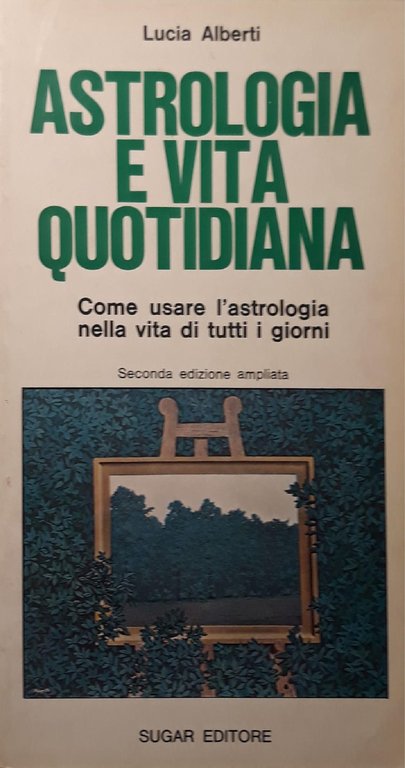 Lucia Alberti
ASTROLOGIA
E VITA
QUOTIDIANA
Come usare l'astrologia
nella vita di tutti i giorni
Seconda edizione ampliata
SUGAR EDITORE